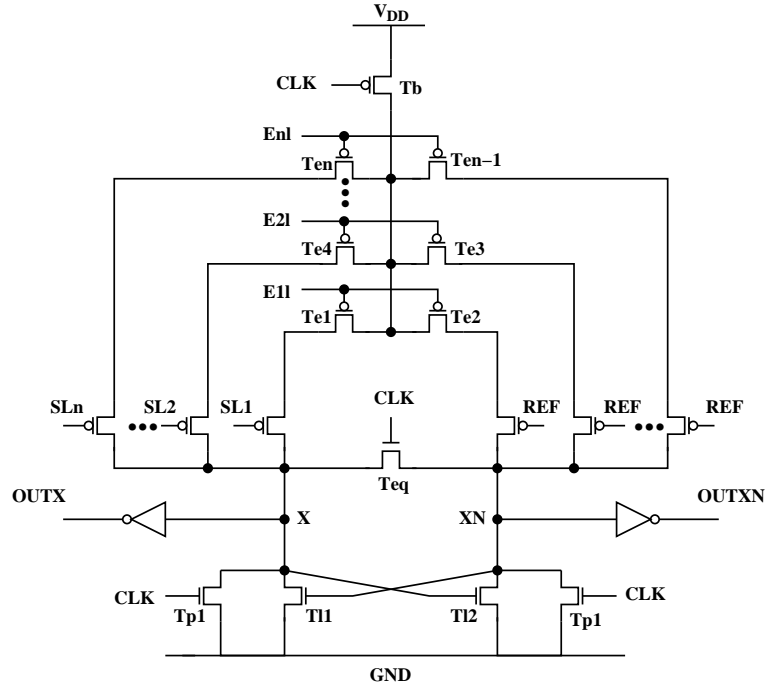 VDD
CLK
Tb
Enl
Ten
Ten−1
E2l
Te4
Te3
E1l
Te1
Te2
SLn
SL2
SL1
CLK
REF
REF
REF
Teq
OUTX
X
XN
OUTXN
CLK
Tp1
Tl1
Tl2
Tp1
CLK
GND